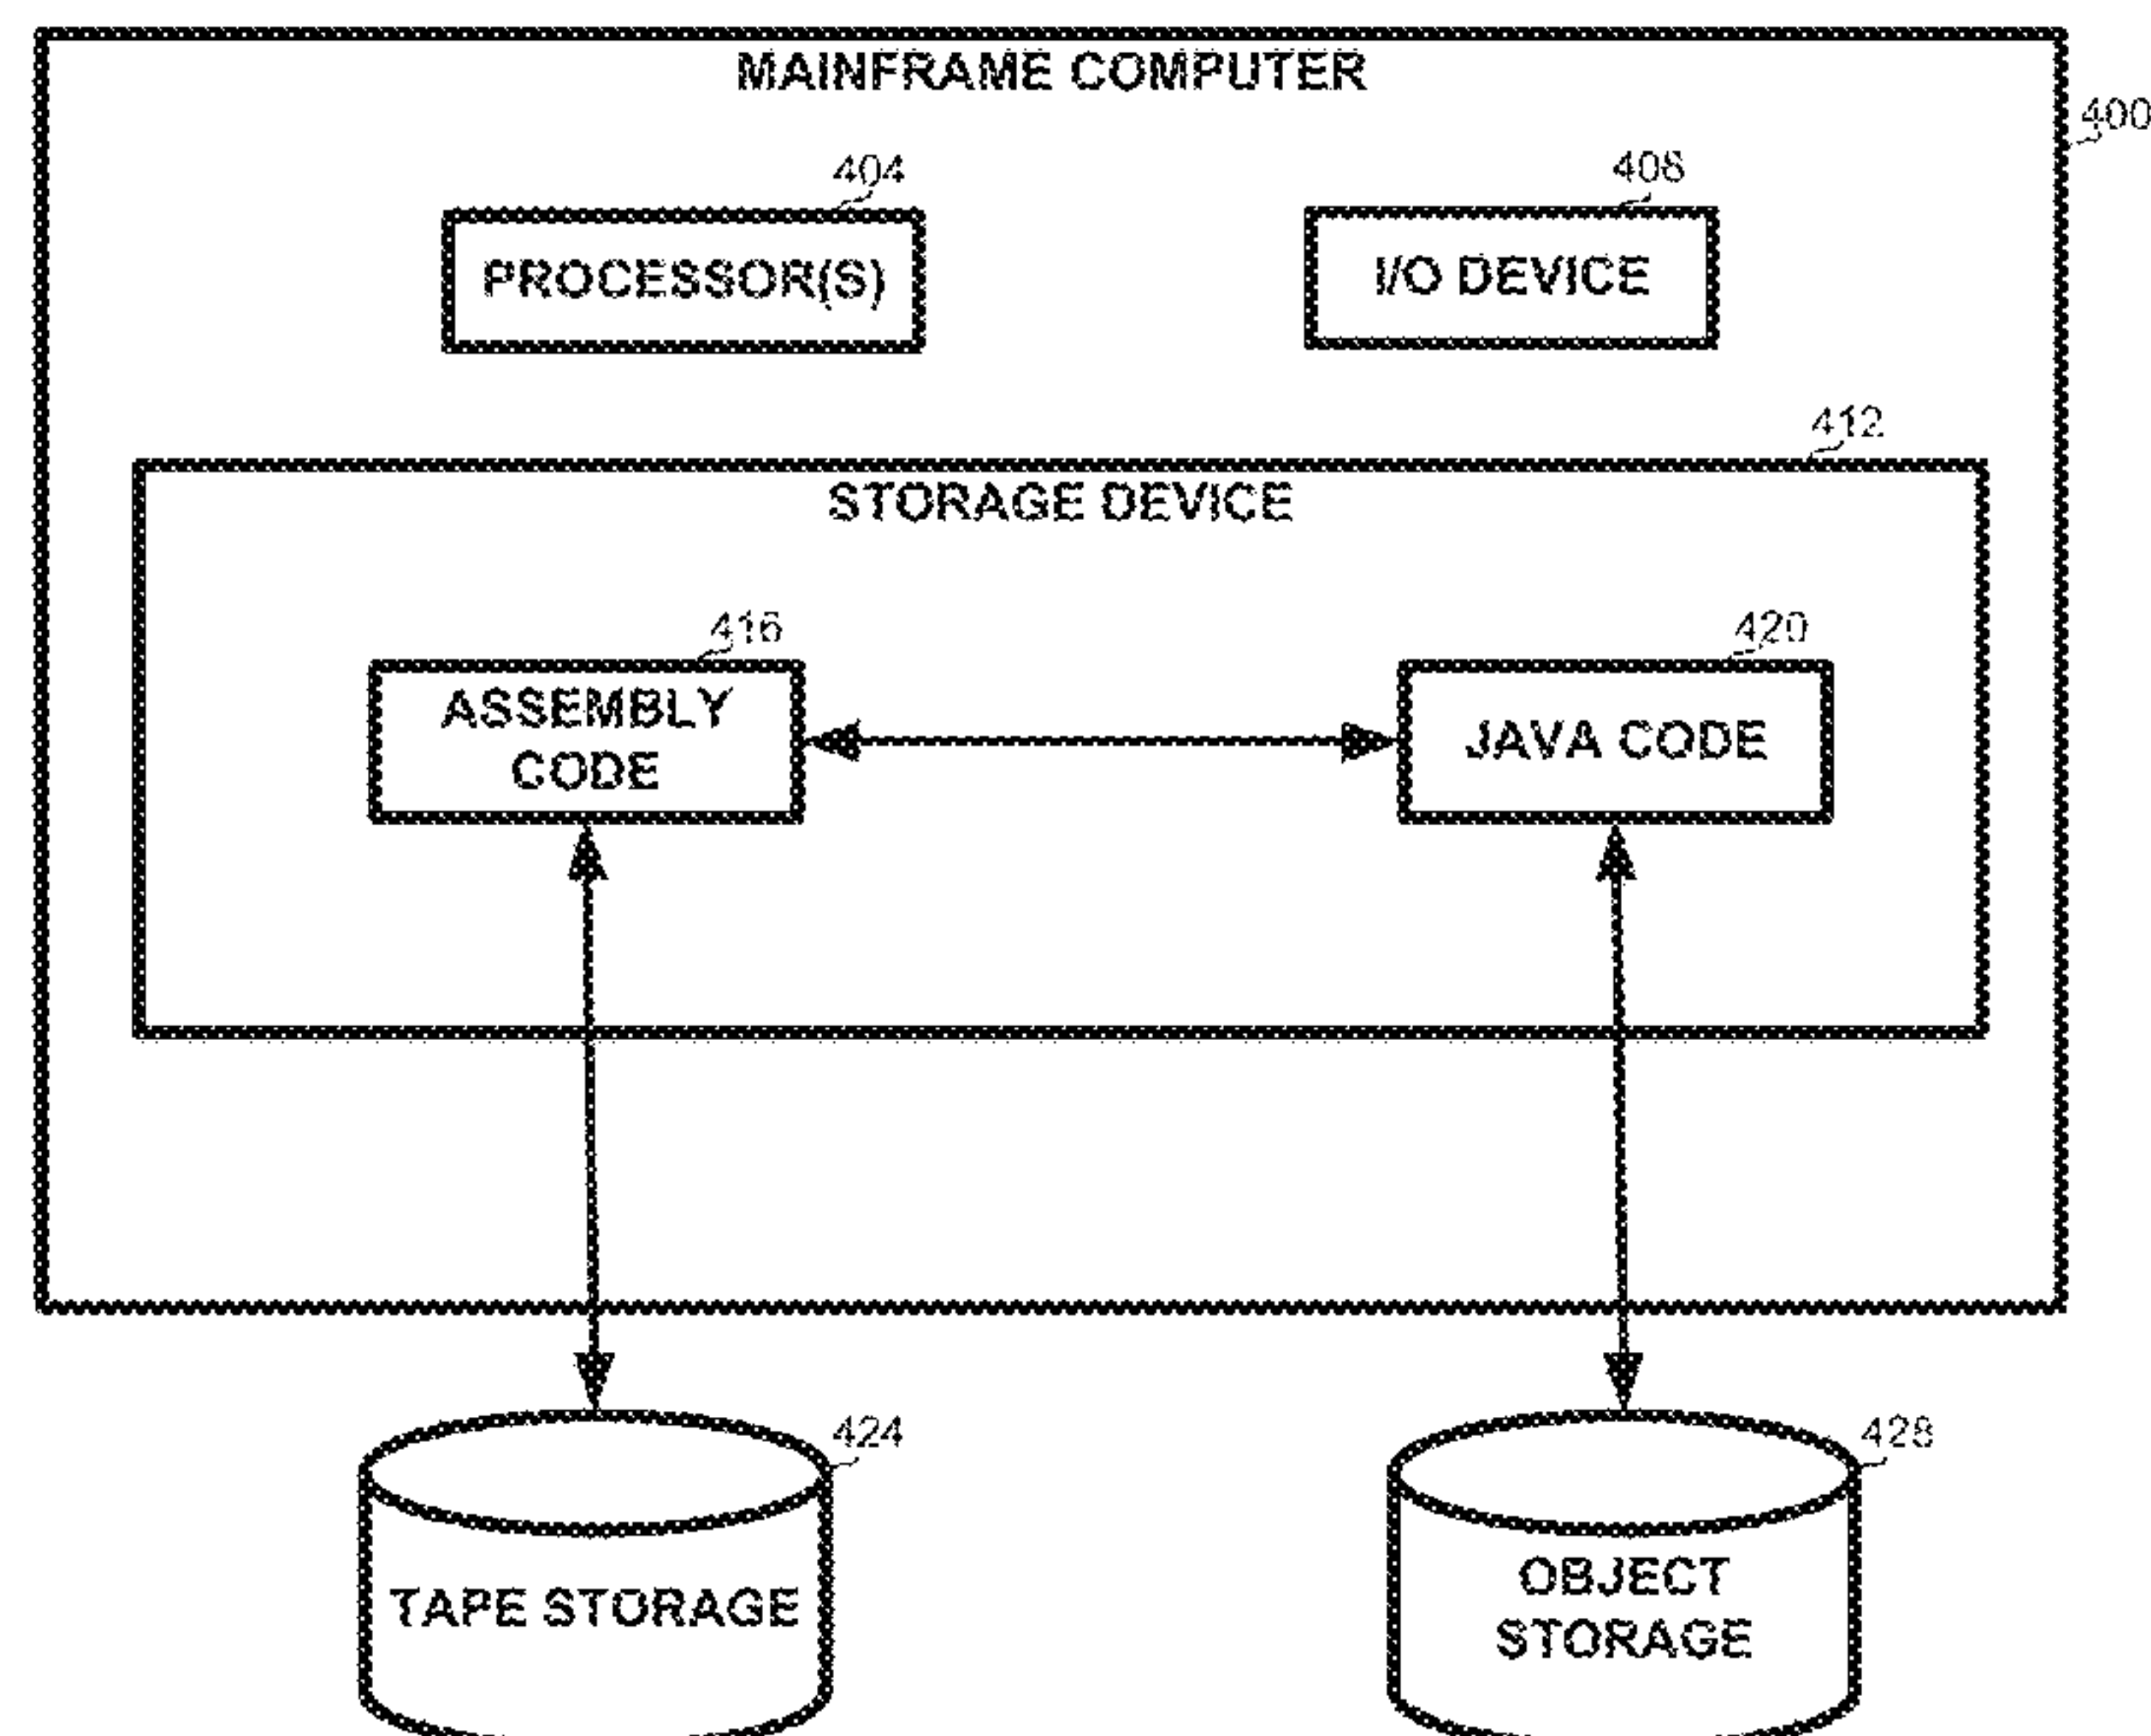 MAINFRAME COMPUTER
400
404
408
PROCESSOR(S)
I/O DEVICE
412
STORAGE DEVICE
416
420
ASSEMBLY
CODE
JAVA CODE
424
428
TAPE STORAGE
OBJECT
STORAGE